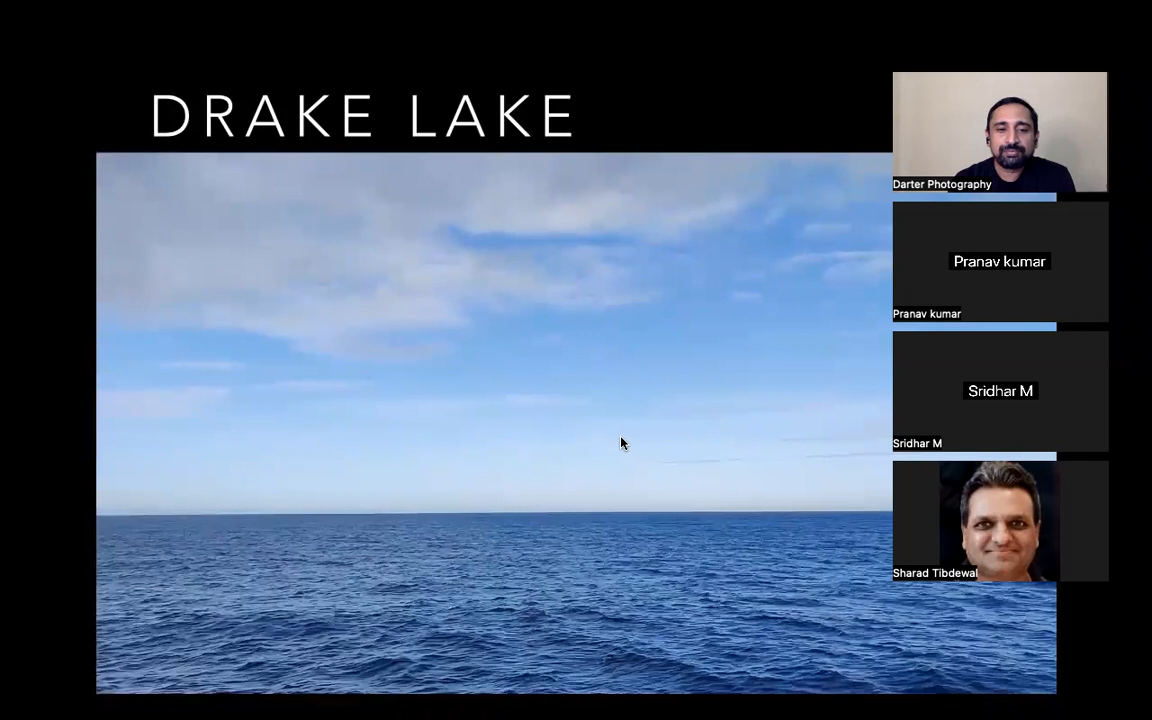 DRAKE LAKE
Darter Photography
Pranav kumar
Pranav kumar
Sridhar M
Sridhar M
Sharad Tibdewal